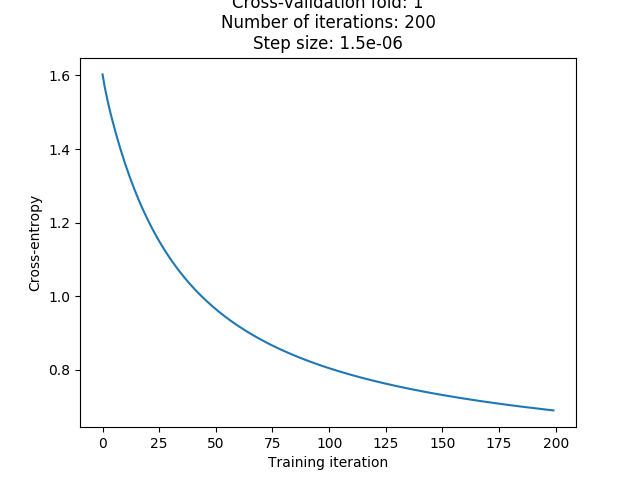 Cross-validation fold: 1
Number of iterations: 200
Step size: 1.5e-06
1.6
1.4
1.2
1.0
0.8
Cross-entropy
0 25 50 75 100 125 150 175 200
Training iteration